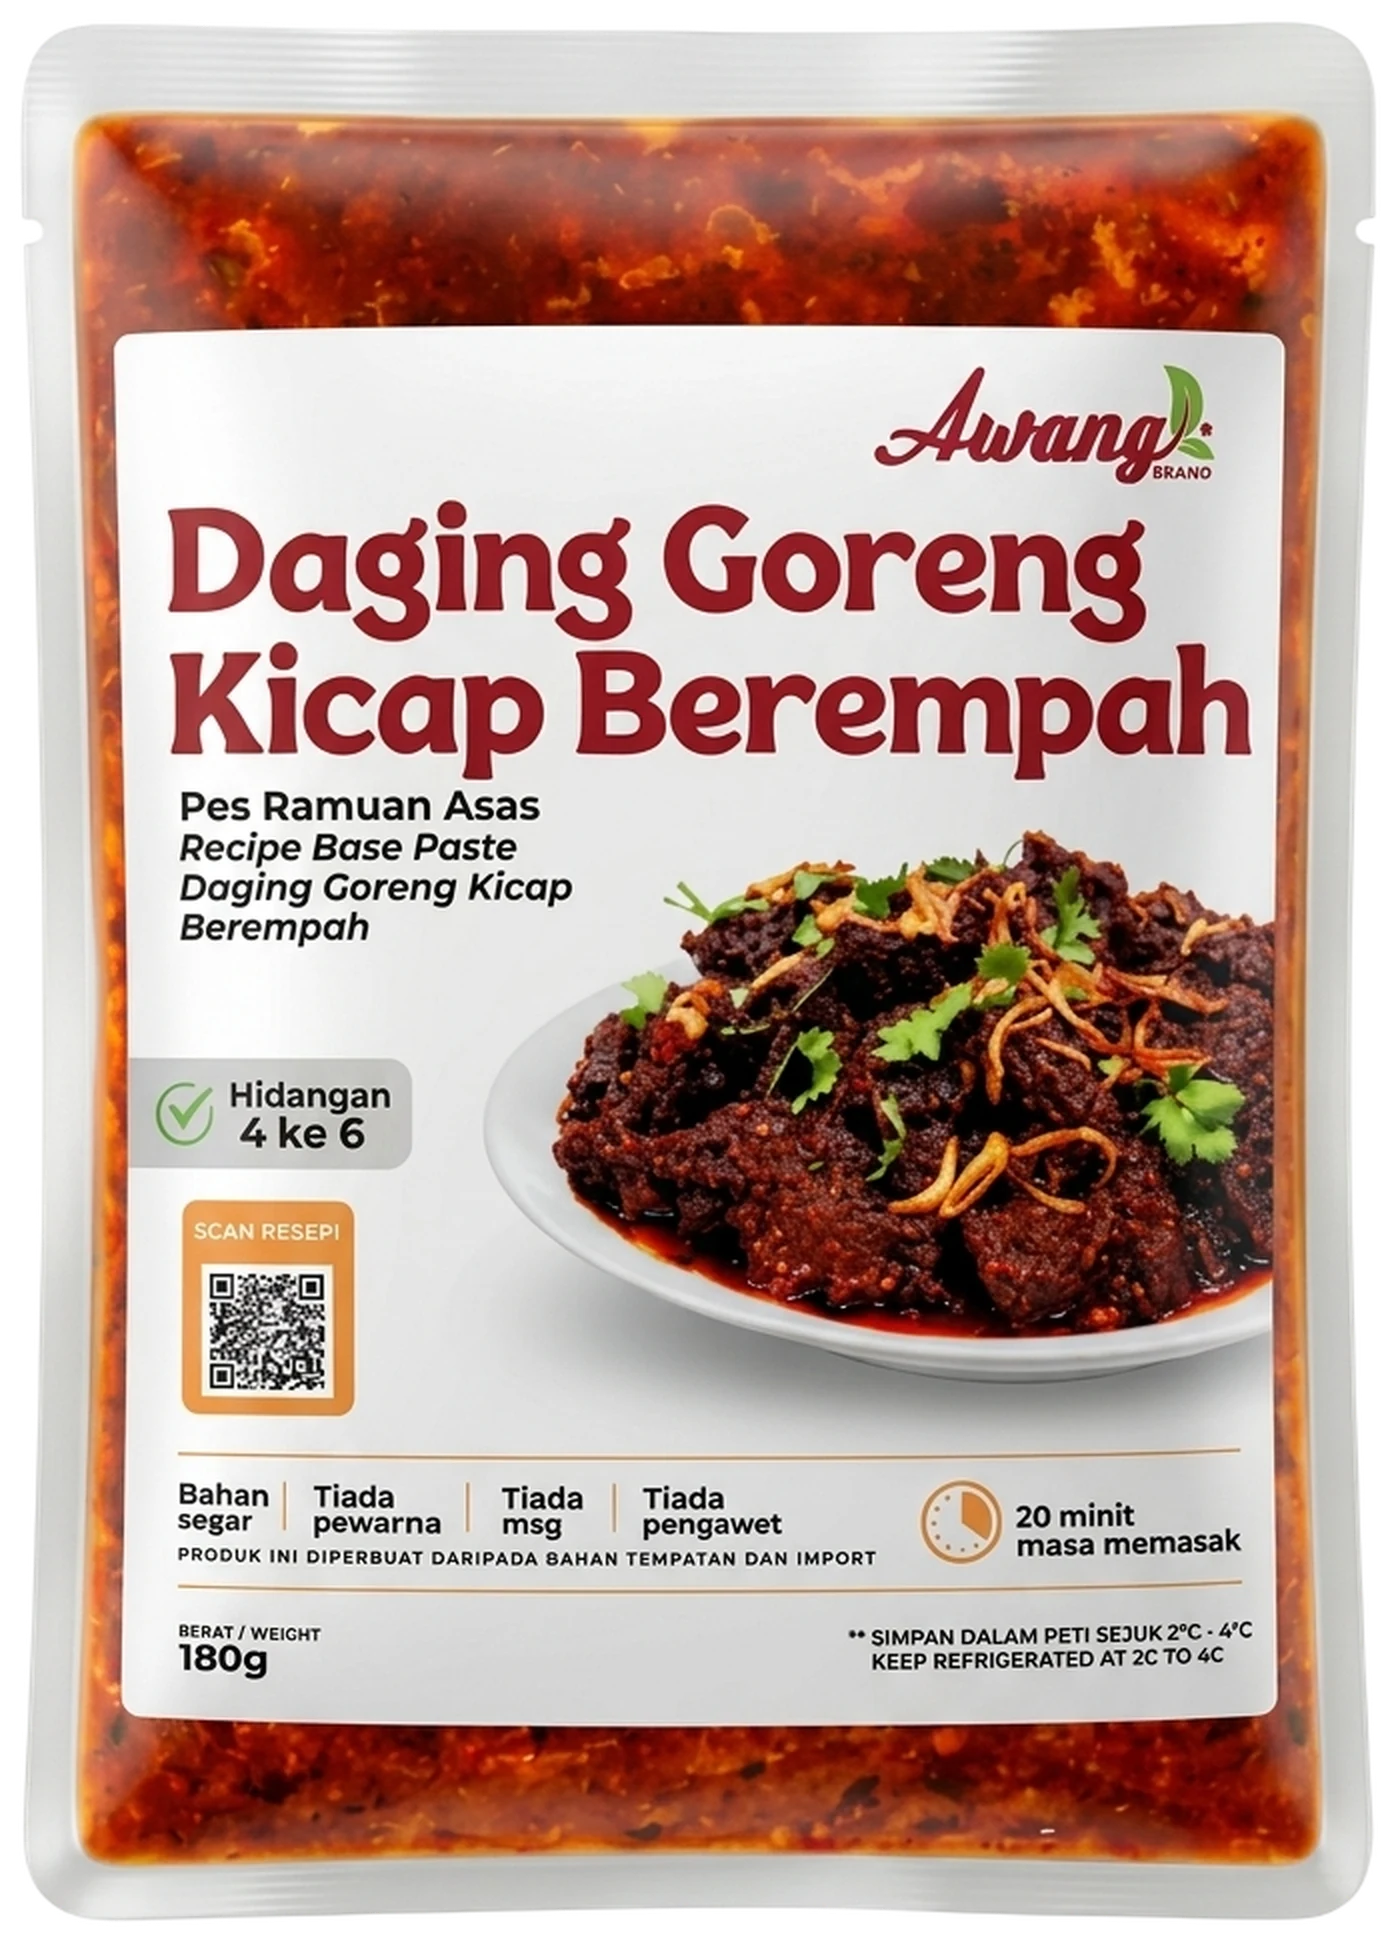 Awang
BRANO
Daging Goreng
Kicap Berempah
Pes Ramuan Asas
Recipe Base Paste
Daging Goreng Kicap
Berempah
Hidangan
4 ke 6
SCAN RESEPI
Bahan segar
Tiada pewarna
Tiada msg
Tiada pengawet
PRODUK INI DIPERBUAT DARIPADA BAHAN TEMPATAN DAN IMPORT
20 minit
masa memasak
BERAT / WEIGHT
180g
** SIMPAN DALAM PETI SEJUK 2°C - 4°C
KEEP REFRIGERATED AT 2C TO 4C